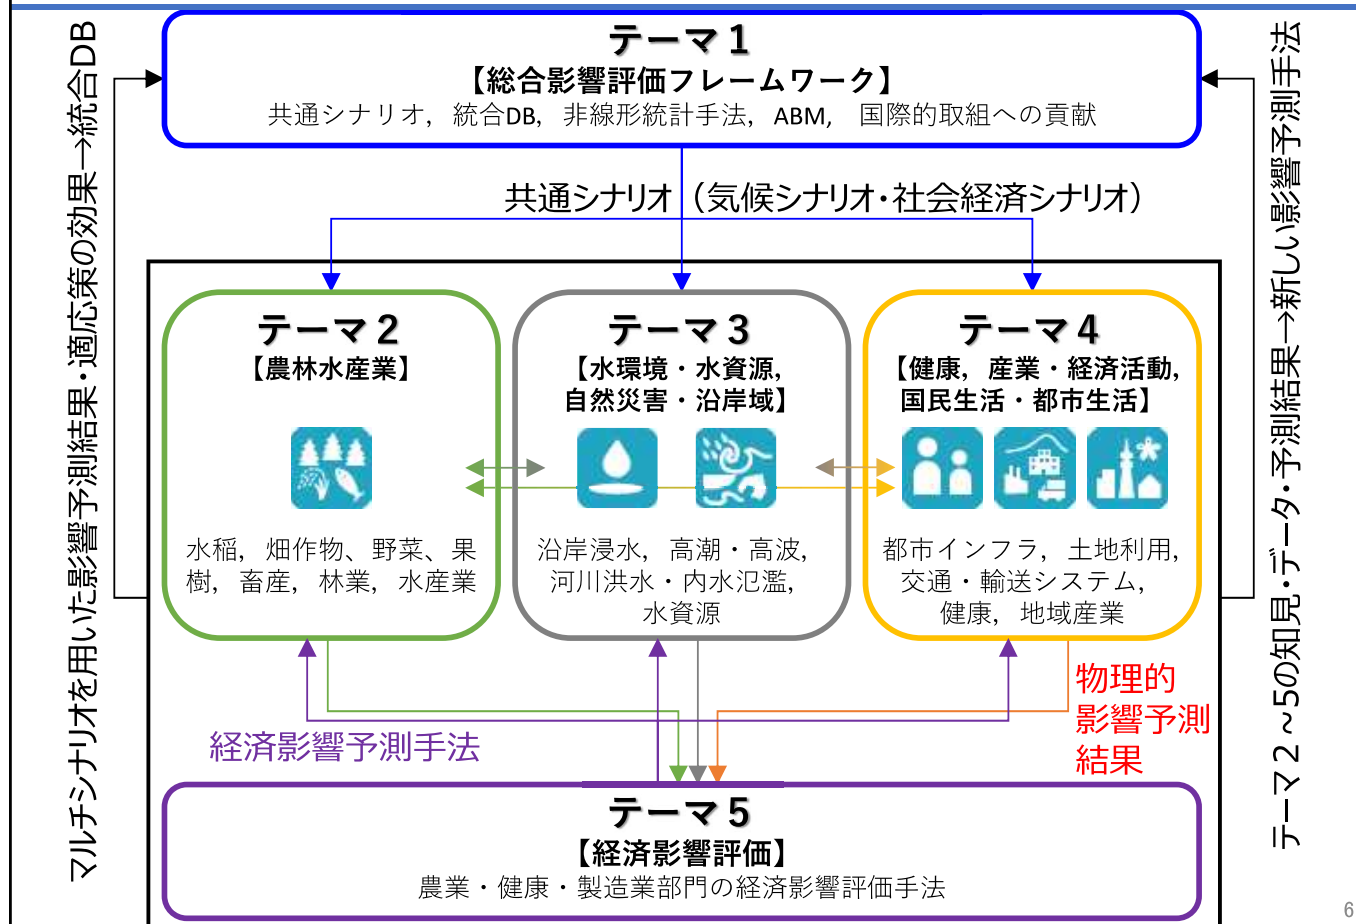 テーマ１
【総合影響評価フレームワーク】
共通シナリオ，統合DB，非線形統計手法，ABM，　国際的取組への貢献
共通シナリオ（気候シナリオ・社会経済シナリオ）
マルチシナリオを用いた影響予測結果・適応策の効果→統合DB
テーマ２～5の知見・データ・予測結果→新しい影響予測手法
テーマ２
【農林水産業】
水稲，畑作物、野菜、果
樹，畜産，林業，水産業
テーマ３
【水環境・水資源，
自然災害・沿岸域】
沿岸浸水，高潮・高波，
河川洪水・内水氾濫，
水資源
テーマ４
【健康，産業・経済活動，
国民生活・都市生活】
都市インフラ，土地利用，
交通・輸送システム，
健康，地域産業
経済影響予測手法
物理的
影響予測
結果
テーマ５
【経済影響評価】
農業・健康・製造業部門の経済影響評価手法
6